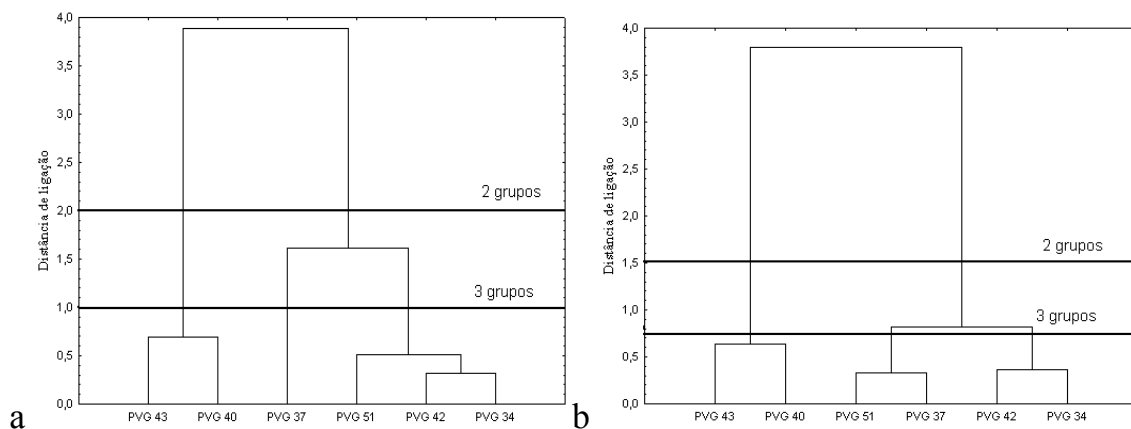 4,0
3,5
3,0
2,5
2,0
1,5
1,0
0,5
0,0
Distância de ligação
2 grupos
3 grupos
PVG 43 PVG 40 PVG 37 PVG 51 PVG 42 PVG 34
a
4,0
3,5
3,0
2,5
2,0
1,5
1,0
0,5
0,0
Distância de ligação
2 grupos
3 grupos
PVG 43 PVG 40 PVG 51 PVG 37 PVG 42 PVG 34
b